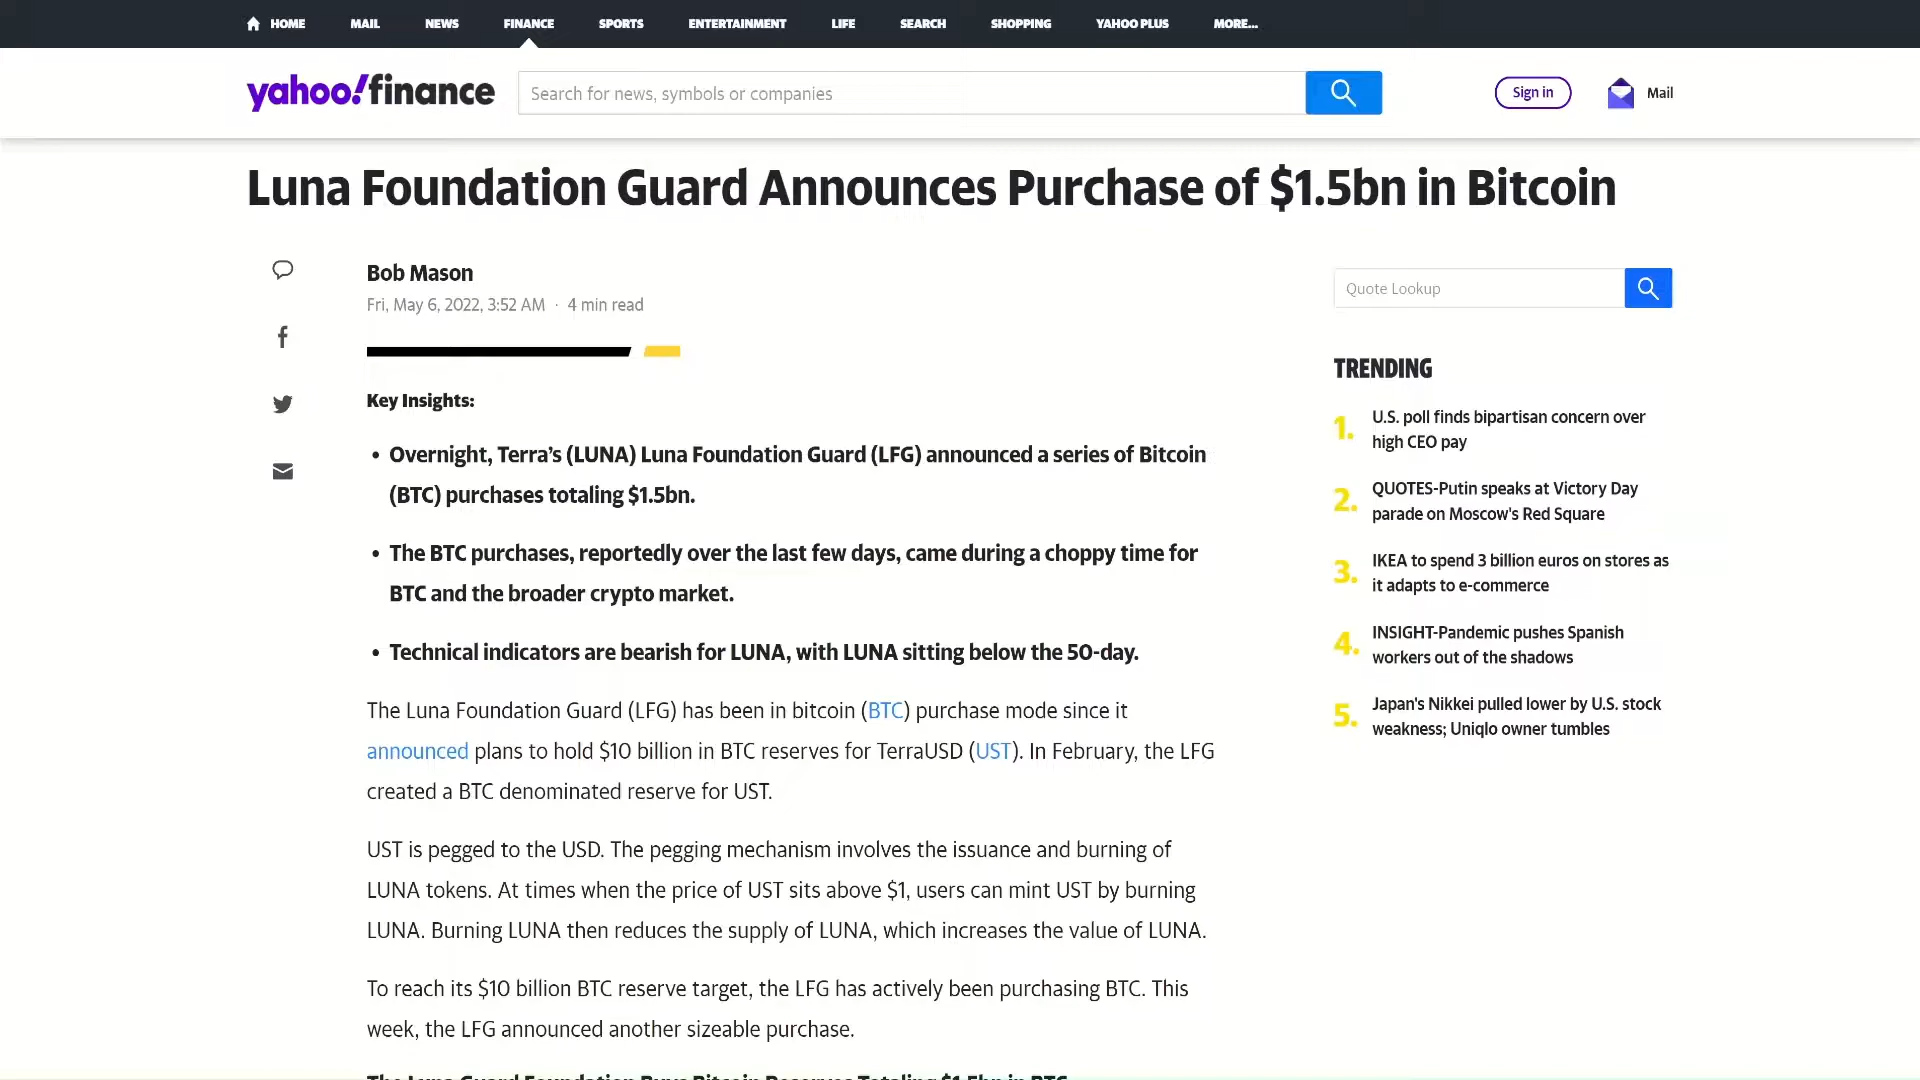 HOME MAIL NEWS FINANCE SPORTS ENTERTAINMENT LIFE SEARCH SHOPPING YAHOO PLUS MORE...
yahoo!finance
Search for news, symbols or companies
Sign in
Mail
Luna Foundation Guard Announces Purchase of $1.5bn in Bitcoin
Bob Mason
Fri, May 6, 2022, 3:52 AM · 4 min read
Key Insights:
• Overnight, Terra's (LUNA) Luna Foundation Guard (LFG) announced a series of Bitcoin
(BTC) purchases totaling $1.5bn.
• The BTC purchases, reportedly over the last few days, came during a choppy time for
BTC and the broader crypto market.
• Technical indicators are bearish for LUNA, with LUNA sitting below the 50-day.
The Luna Foundation Guard (LFG) has been in bitcoin (BTC) purchase mode since it
announced plans to hold $10 billion in BTC reserves for TerraUSD (UST). In February, the LFG
created a BTC denominated reserve for UST.
UST is pegged to the USD. The pegging mechanism involves the issuance and burning of
LUNA tokens. At times when the price of UST sits above $1, users can mint UST by burning
LUNA. Burning LUNA then reduces the supply of LUNA, which increases the value of LUNA.
To reach its $10 billion BTC reserve target, the LFG has actively been purchasing BTC. This
week, the LFG announced another sizeable purchase.
The Luna Guard Foundation Buys Bitcoin Reserves Totaling $1.5bn in BTC
Quote Lookup
TRENDING
1. U.S. poll finds bipartisan concern over
high CEO pay
2. QUOTES-Putin speaks at Victory Day
parade on Moscow's Red Square
3. IKEA to spend 3 billion euros on stores as
it adapts to e-commerce
4. INSIGHT-Pandemic pushes Spanish
workers out of the shadows
5. Japan's Nikkei pulled lower by U.S. stock
weakness; Uniqlo owner tumbles